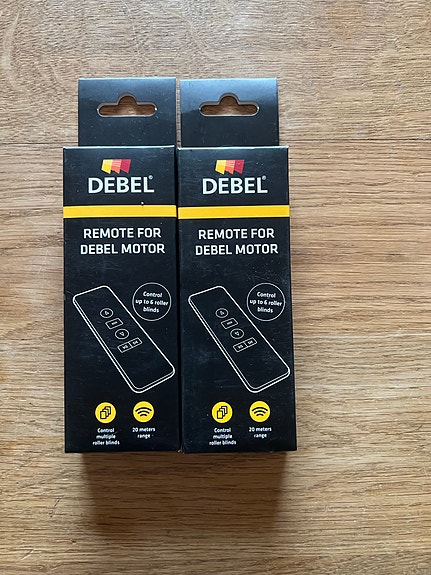 DEBEL®
REMOTE FOR
DEBEL MOTOR
Control
up to 6 roller
blinds
Control
multiple
roller blinds
20 meters
range
DEBEL®
REMOTE FOR
DEBEL MOTOR
Control
up to 6 roller
blinds
Control
multiple
roller blinds
20 meters
range